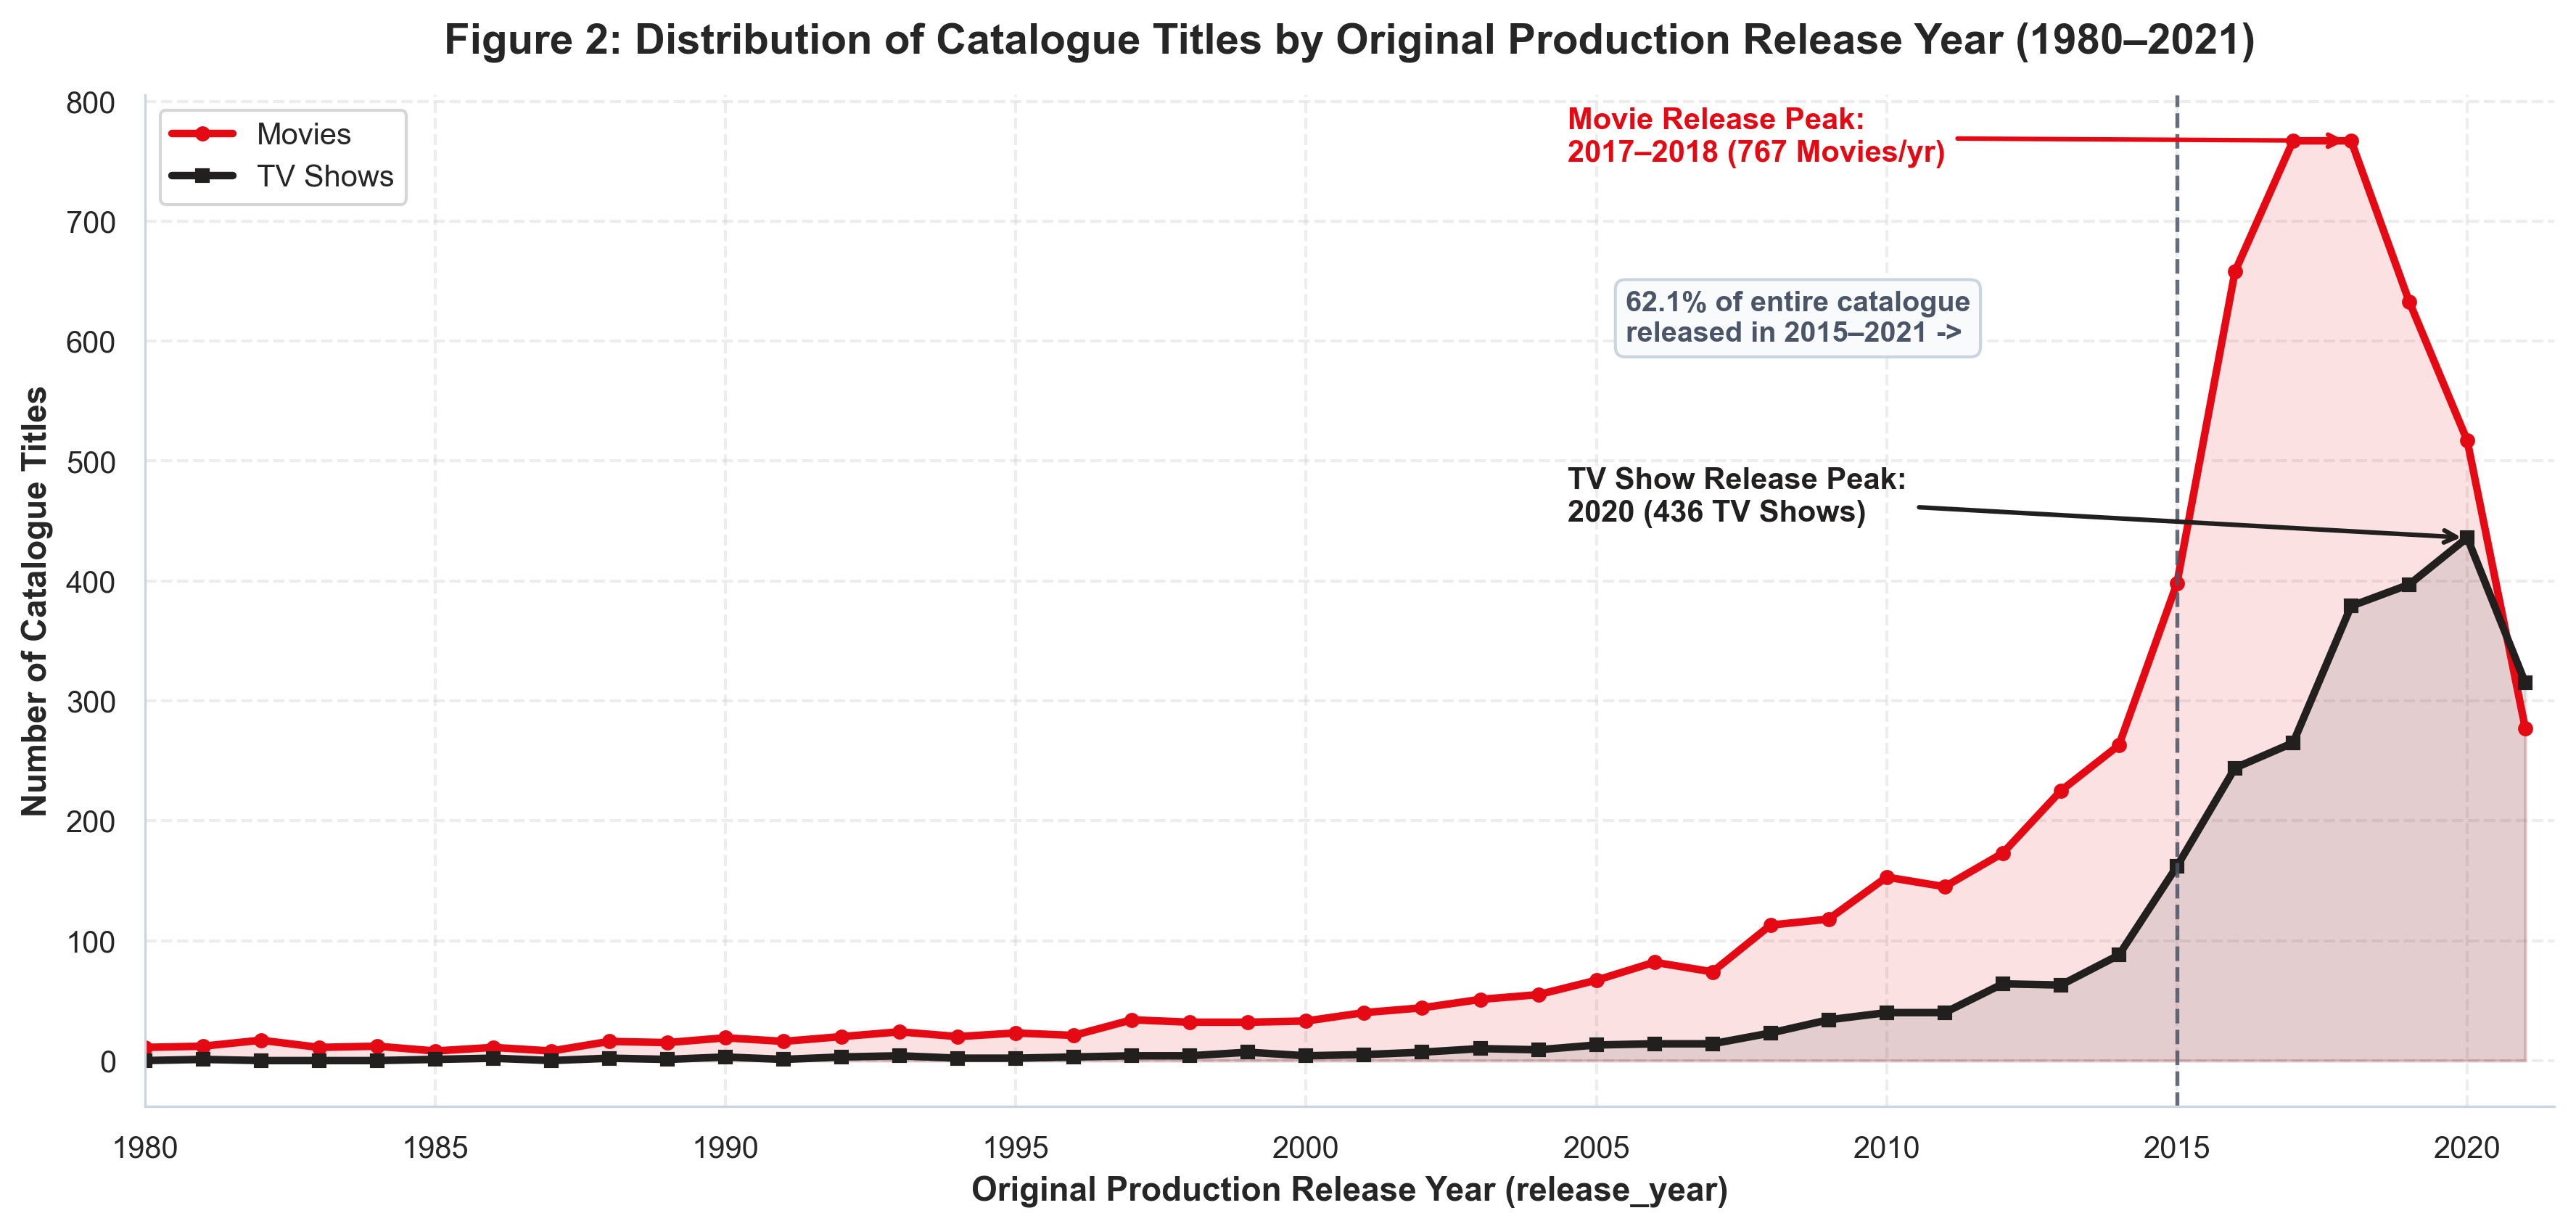 Figure 2: Distribution of Catalogue Titles by Original Production Release Year (1980–2021)
Movies
TV Shows
Movie Release Peak:
2017–2018 (767 Movies/yr)
62.1% of entire catalogue
released in 2015–2021 ->
TV Show Release Peak:
2020 (436 TV Shows)
Number of Catalogue Titles
800
700
600
500
400
300
200
100
0
1980
1985
1990
1995
2000
2005
2010
2015
2020
Original Production Release Year (release_year)